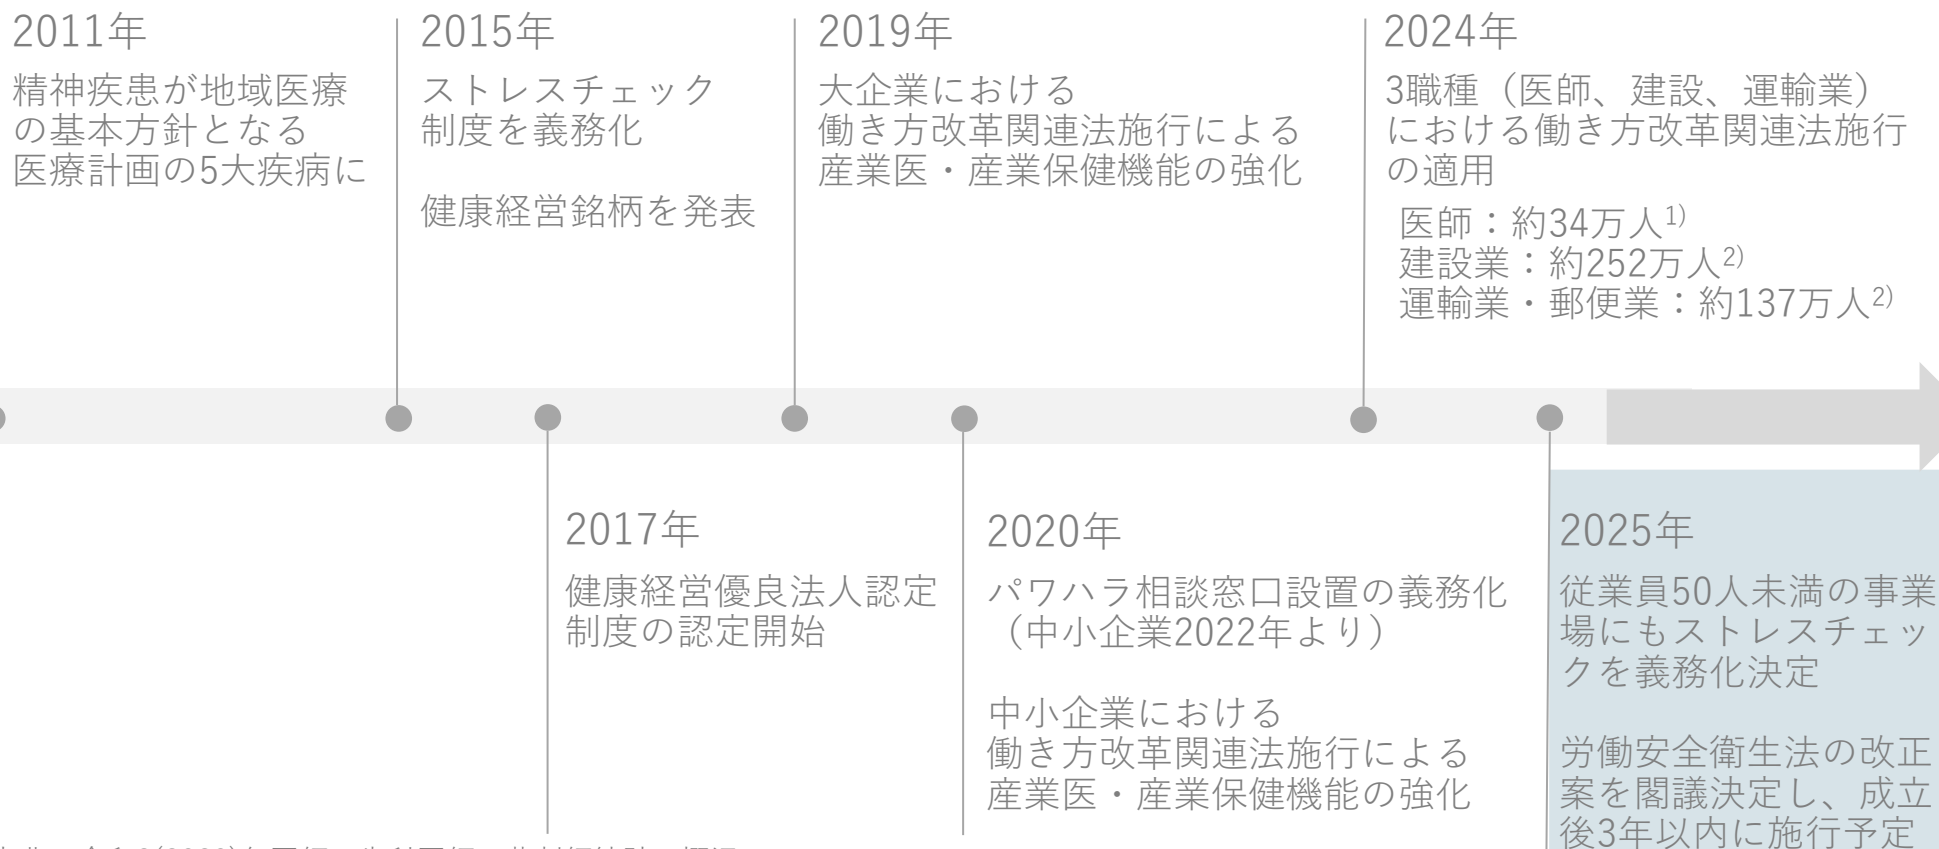 2011年
精神疾患が地域医療
の基本方針となる
医療計画の5大疾病に
2015年
ストレスチェック
制度を義務化
健康経営銘柄を発表
2019年
大企業における
働き方改革関連法施行による
産業医・産業保健機能の強化
2024年
3職種（医師、建設、運輸業）
における働き方改革関連法施行
の適用
医師：約34万人1)
建設業：約252万人2)
運輸業・郵便業：約137万人2)
2017年
健康経営優良法人認定
制度の認定開始
2020年
パワハラ相談窓口設置の義務化
（中小企業2022年より）
中小企業における
働き方改革関連法施行による
産業医・産業保健機能の強化
2025年
従業員50人未満の事業
場にもストレスチェッ
クを義務化決定
労働安全衛生法の改正
案を閣議決定し、成立
後3年以内に施行予定